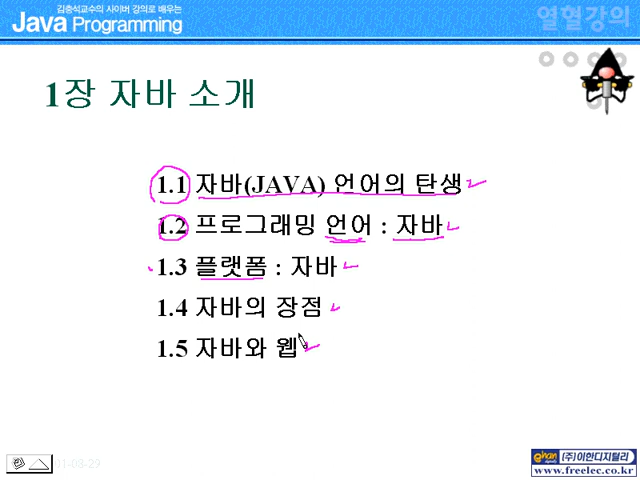 김충석교수의 사이버 강의로 배우는
Java Programming
열혈강의
1장 자바 소개
1.1 자바(JAVA) 언어의 탄생
1.2 프로그래밍 언어 : 자바
1.3 플랫폼 : 자바
1.4 자바의 장점
1.5 자바와 웹
11-03-29
(주)이한디지털리
www.freelec.co.kr